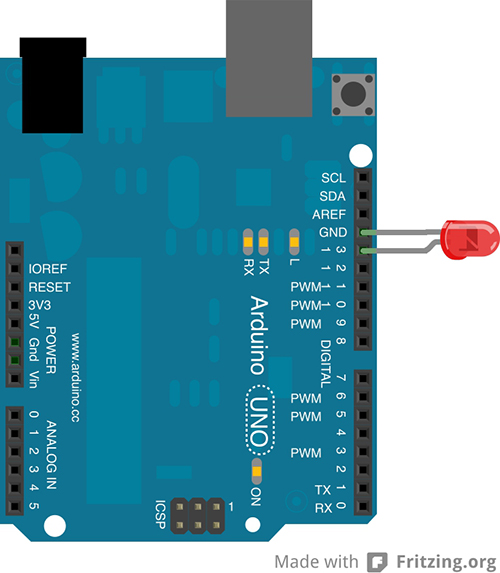 SCL
SDA
AREF
GND
13
12
PWM 11
PWM 10
PWM 9
8
DIGITAL
7
PWM 6
PWM 5
4
PWM 3
2
TX 1
RX 0
RX
TX
L
Arduino
UNO
ON
IOREF
RESET
3V3
5V
Gnd
Vin
POWER
www.arduino.cc
ANALOG IN
0
1
2
3
4
5
ICSP
1
Made with Fritzing.org